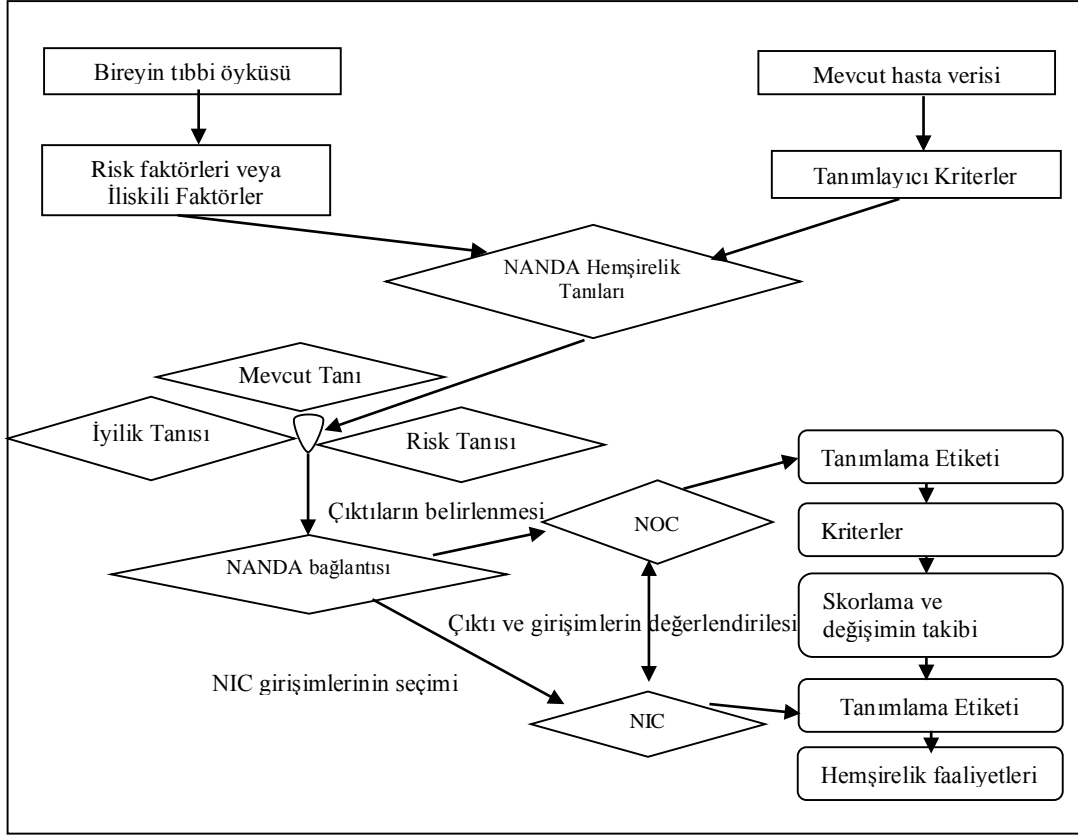 Bireyin tıbbi öyküsü
Mevcut hasta verisi
Risk faktörleri veya
İliskili Faktörler
Tanımlayıcı Kriterler
NANDA Hemşirelik
Tanıları
Mevcut Tanı
İyilik Tanısı
Risk Tanısı
Tanımlama Etiketi
Çıktıların belirlenmesi
NOC
Kriterler
NANDA bağlantısı
Skorlama ve
değişimin takibi
Çıktı ve girişimlerin değerlendirilesi
NIC girişimlerinin seçimi
NIC
Tanımlama Etiketi
Hemşirelik faaliyetleri